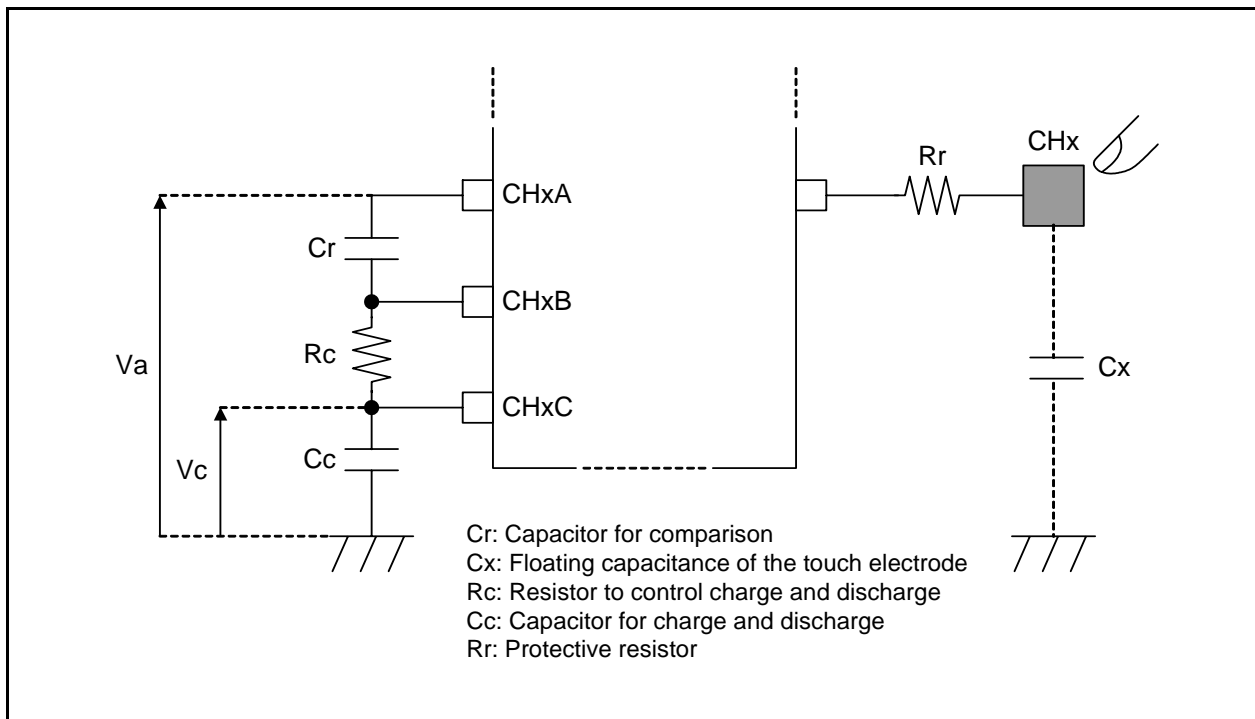 CHx
Rr
CHxA
Cr
CHxB
Rc
Va
Cx
CHxC
Cc
Vc
Cr: Capacitor for comparison
Cx: Floating capacitance of the touch electrode
Rc: Resistor to control charge and discharge
Cc: Capacitor for charge and discharge
Rr: Protective resistor